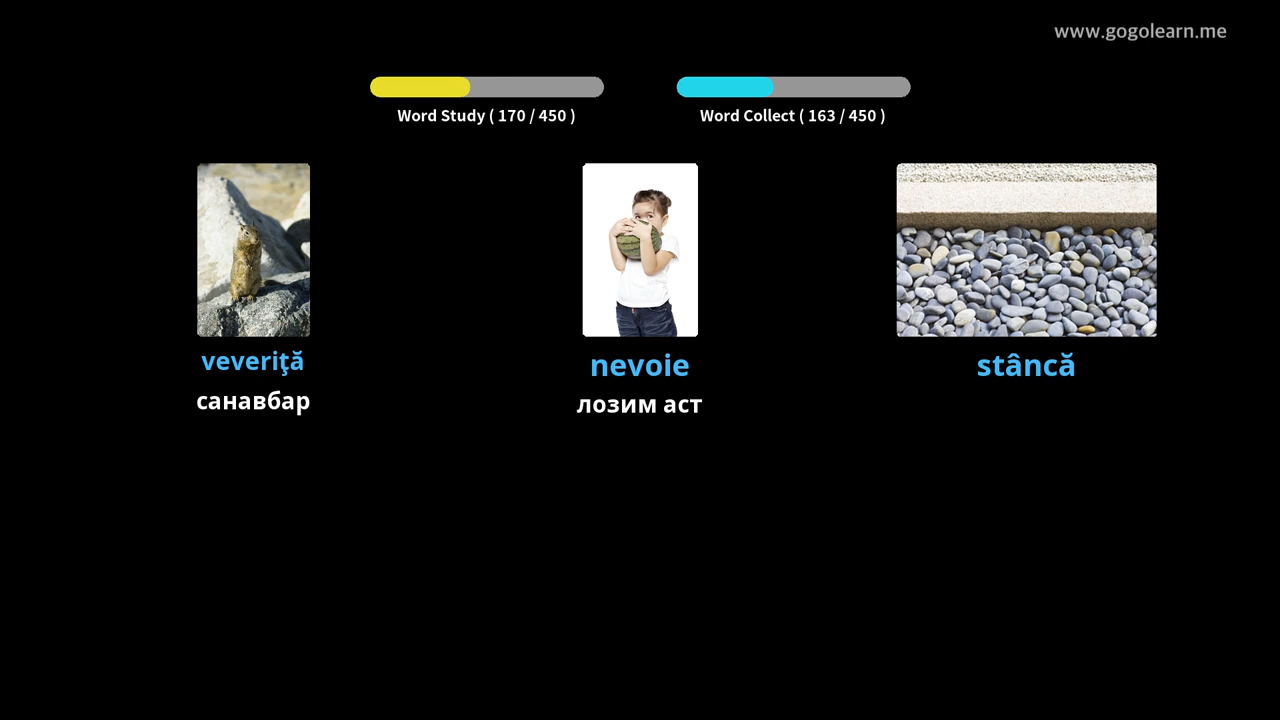 www.gogolearn.me
Word Study ( 170 / 450 )
Word Collect ( 163 / 450 )
veveriţă
nevoie
stâncă
санавбар
лозим аст